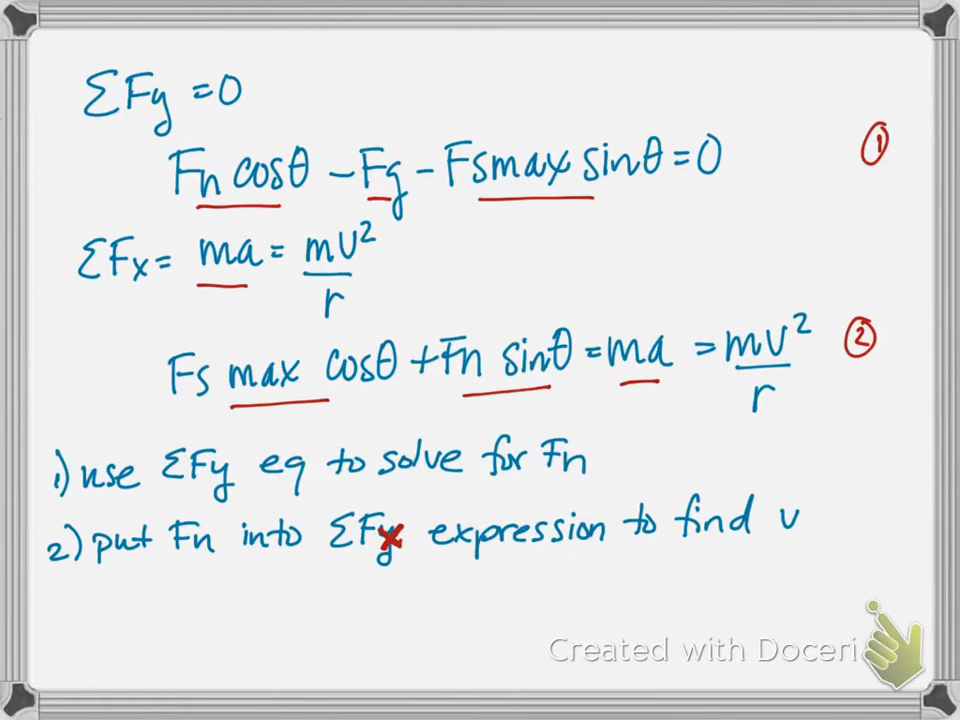 ΣFy = 0
Fn cosθ - Fg - Fsmax sinθ = 0 ①
ΣFx = ma = mv²/r
Fs max cosθ + Fn sinθ = ma = mv²/r ②
1) use ΣFy eq to solve for Fn
2) put Fn into ΣFx expression to find v
Created with Doceri